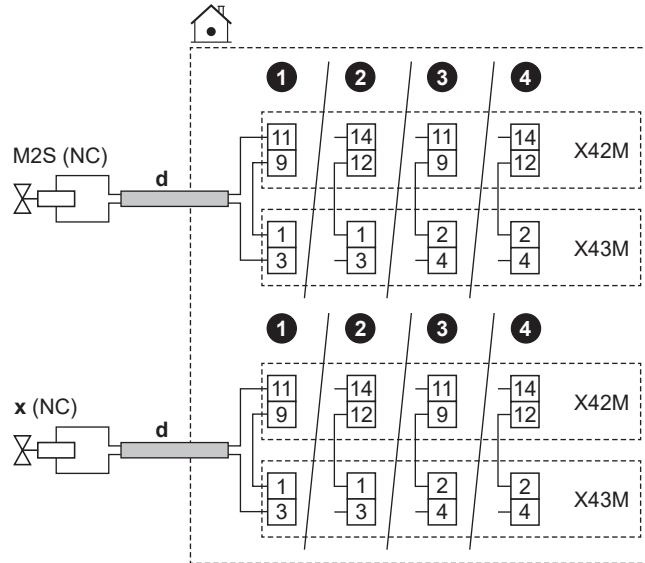 1 2 3 4
11 14 11 14
X42M
9 12 9 12
M2S (NC)
d
1 1 2 2
X43M
3 3 4 4
1 2 3 4
11 14 11 14
X42M
9 12 9 12
x (NC)
d
1 1 2 2
X43M
3 3 4 4